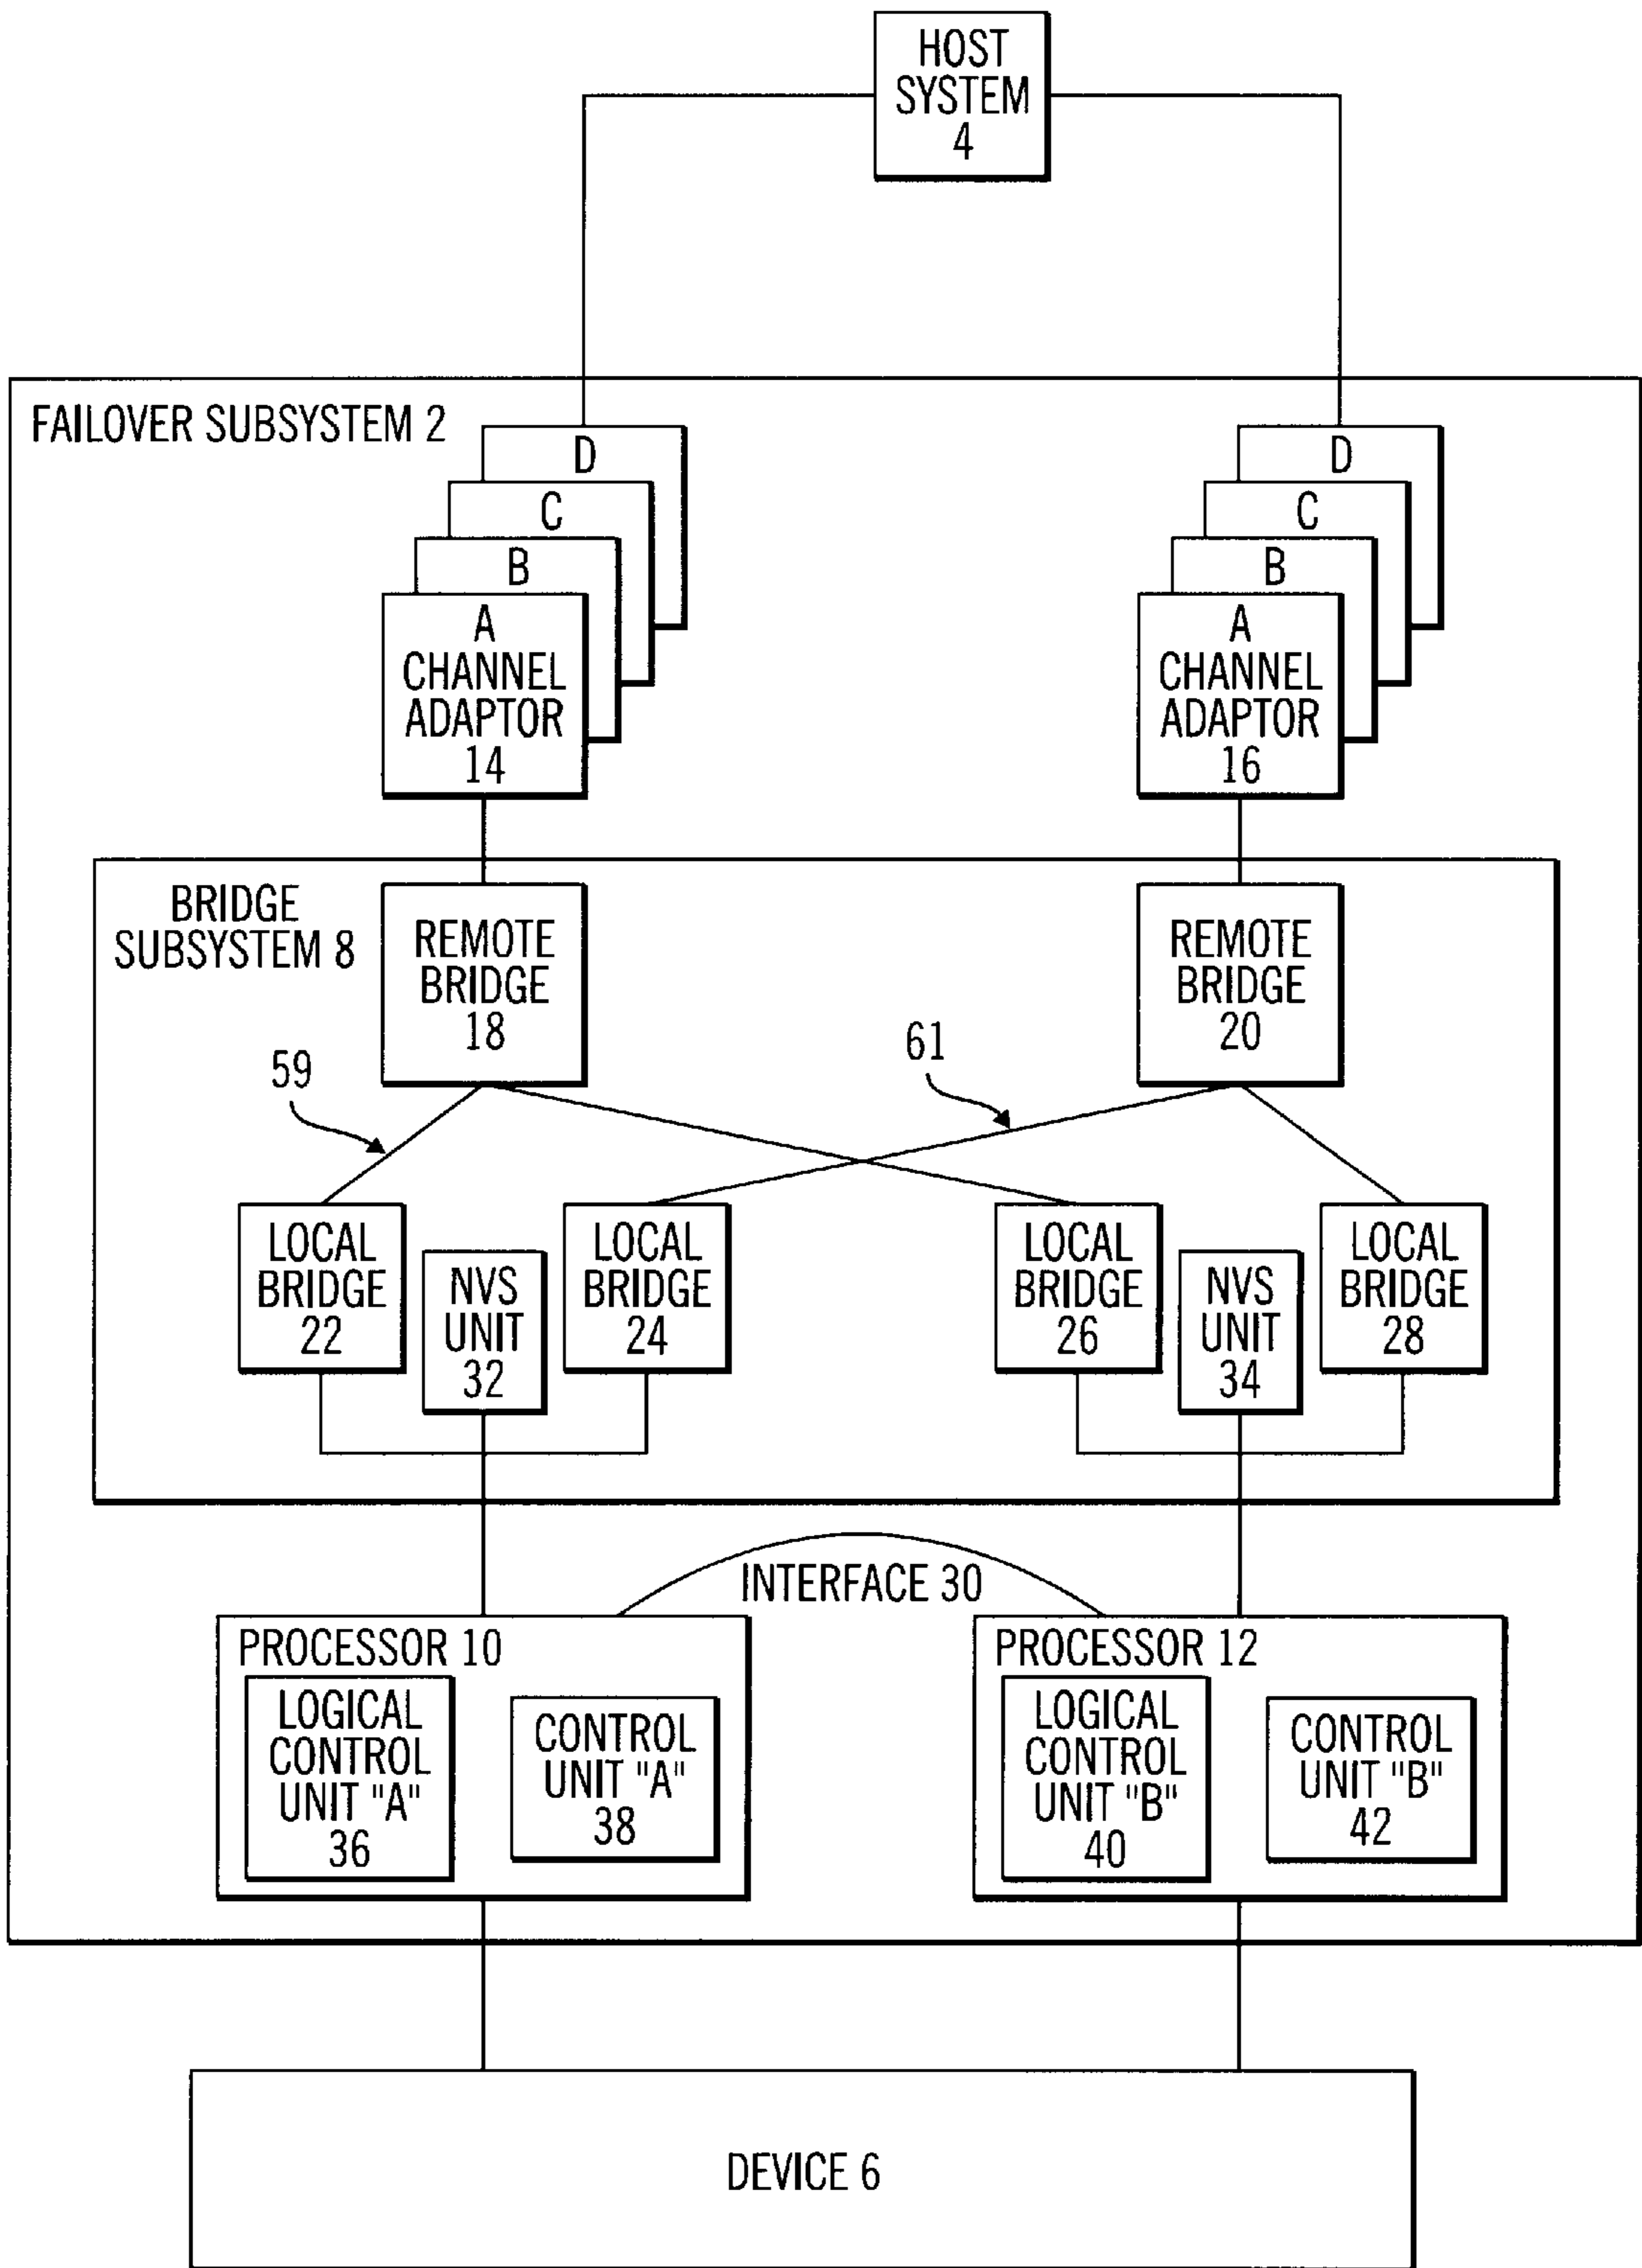 HOST
SYSTEM
4
FAILOVER SUBSYSTEM 2
D
C
B
A
CHANNEL
ADAPTOR
14
D
C
B
A
CHANNEL
ADAPTOR
16
BRIDGE
SUBSYSTEM 8
REMOTE
BRIDGE
18
REMOTE
BRIDGE
20
59
61
LOCAL
BRIDGE
22
NVS
UNIT
32
LOCAL
BRIDGE
24
LOCAL
BRIDGE
26
NVS
UNIT
34
LOCAL
BRIDGE
28
INTERFACE 30
PROCESSOR 10
LOGICAL
CONTROL
UNIT "A"
36
CONTROL
UNIT "A"
38
PROCESSOR 12
LOGICAL
CONTROL
UNIT "B"
40
CONTROL
UNIT "B"
42
DEVICE 6